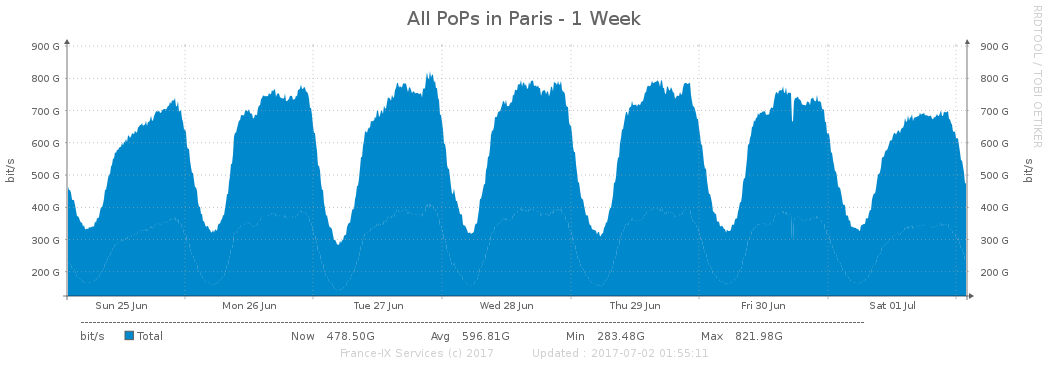 All PoPs in Paris - 1 Week
RRDTOOL / TOBI OETIKER
900 G 900 G
800 G 800 G
700 G 700 G
600 G 600 G
500 G 500 G
400 G 400 G
300 G 300 G
200 G 200 G
bit/s
bit/s
Sun 25 Jun Mon 26 Jun Tue 27 Jun Wed 28 Jun Thu 29 Jun Fri 30 Jun Sat 01 Jul
bit/s Total Now 478.50G Avg 596.81G Min 283.48G Max 821.98G
France-IX Services (c) 2017 Updated : 2017-07-02 01:55:11